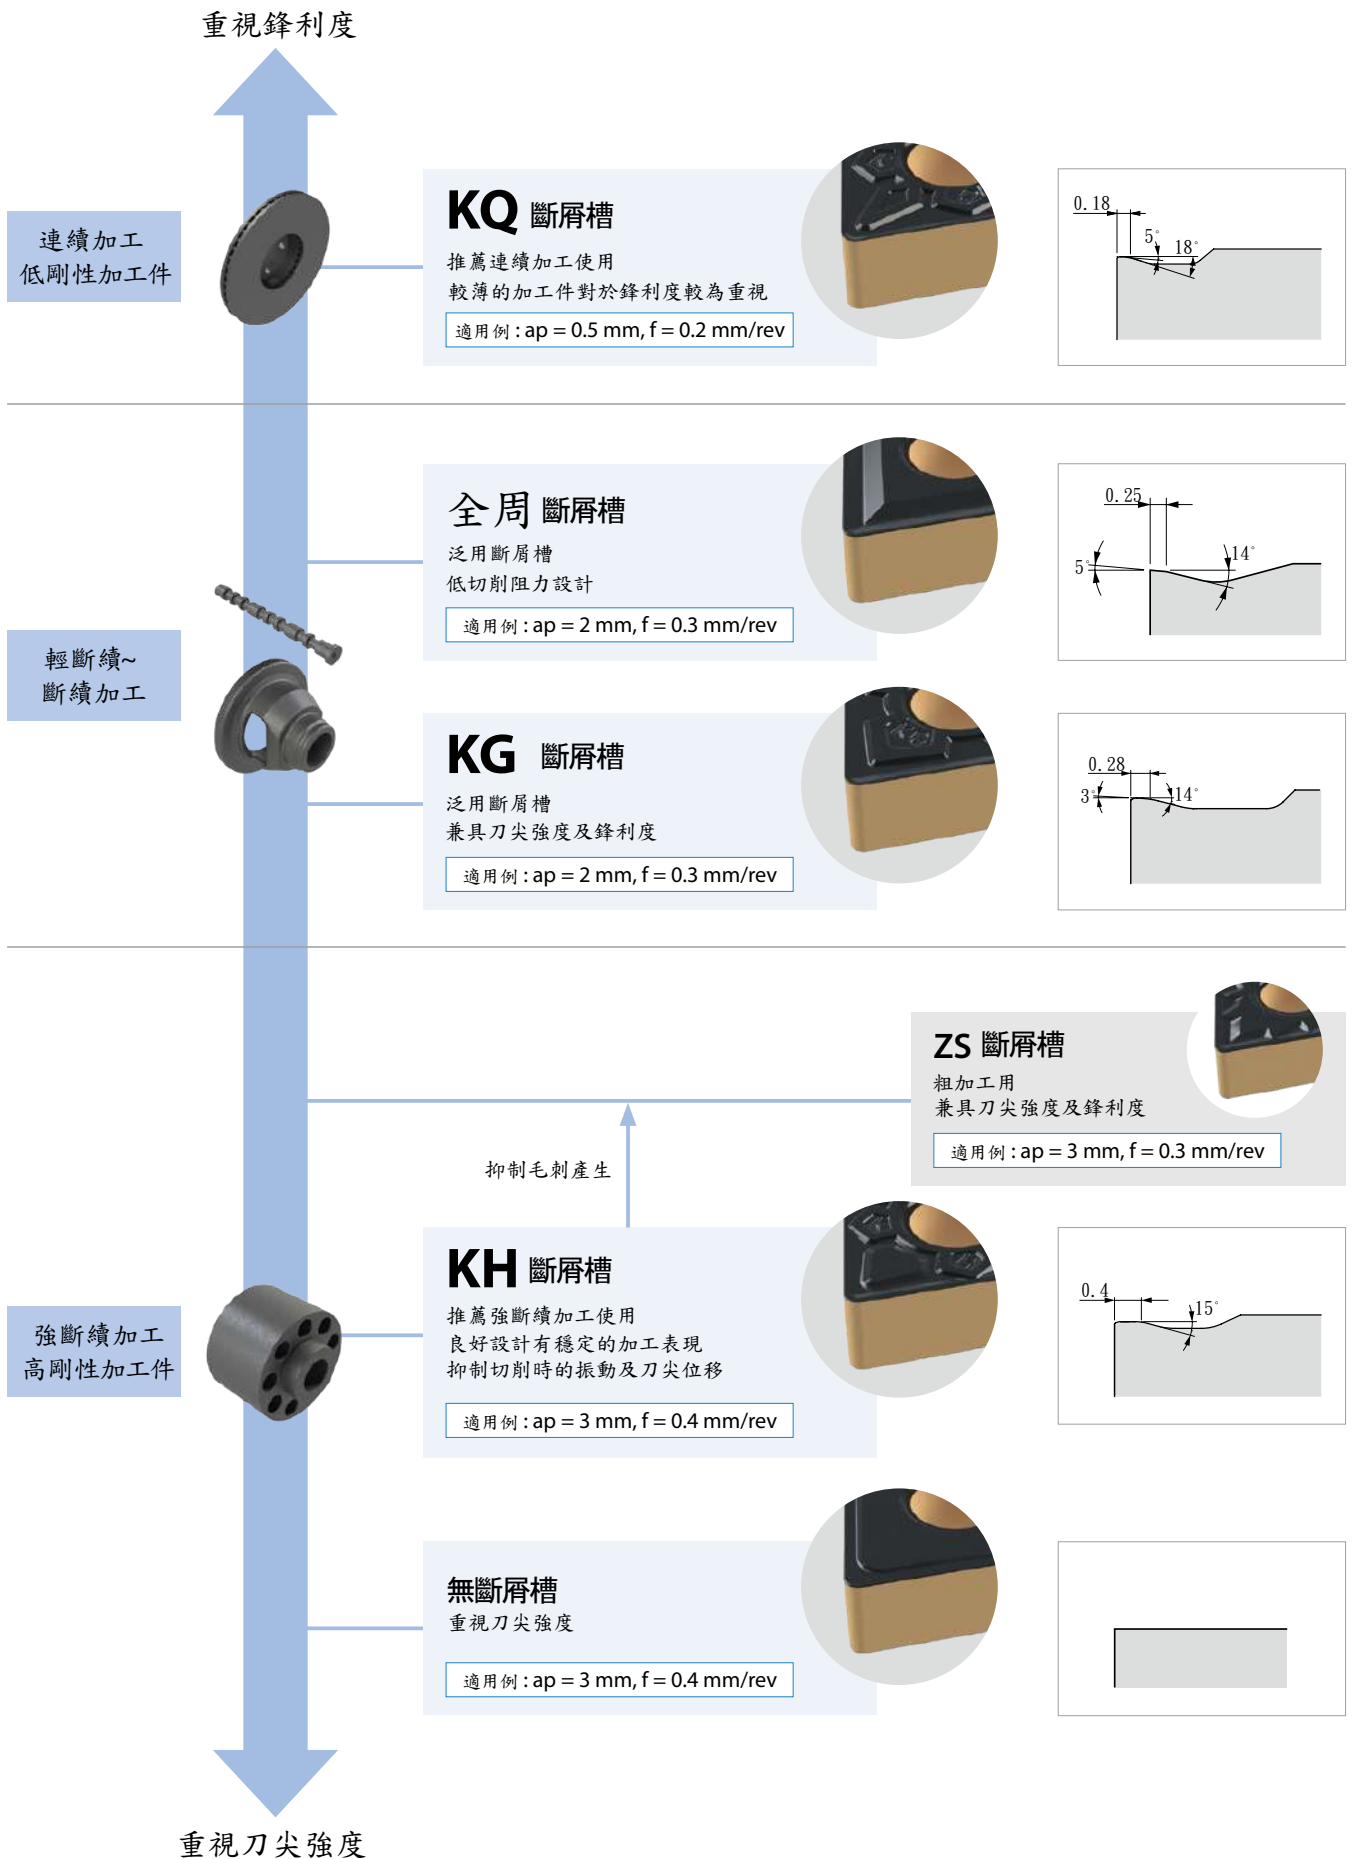 重視鋒利度
連續加工
低剛性加工件
KQ 斷屑槽
推薦連續加工使用
較薄的加工件對於鋒利度較為重視
適用例 : ap = 0.5 mm, f = 0.2 mm/rev
0.18
5°
18°
全周 斷屑槽
泛用斷屑槽
低切削阻力設計
適用例 : ap = 2 mm, f = 0.3 mm/rev
0.25
5°
14°
輕斷續~
斷續加工
KG 斷屑槽
泛用斷屑槽
兼具刀尖強度及鋒利度
適用例 : ap = 2 mm, f = 0.3 mm/rev
0.28
3°
14°
ZS 斷屑槽
粗加工用
兼具刀尖強度及鋒利度
適用例 : ap = 3 mm, f = 0.3 mm/rev
抑制毛刺產生
強斷續加工
高剛性加工件
KH 斷屑槽
推薦強斷續加工使用
良好設計有穩定的加工表現
抑制切削時的振動及刀尖位移
適用例 : ap = 3 mm, f = 0.4 mm/rev
0.4
15°
無斷屑槽
重視刀尖強度
適用例 : ap = 3 mm, f = 0.4 mm/rev
重視刀尖強度